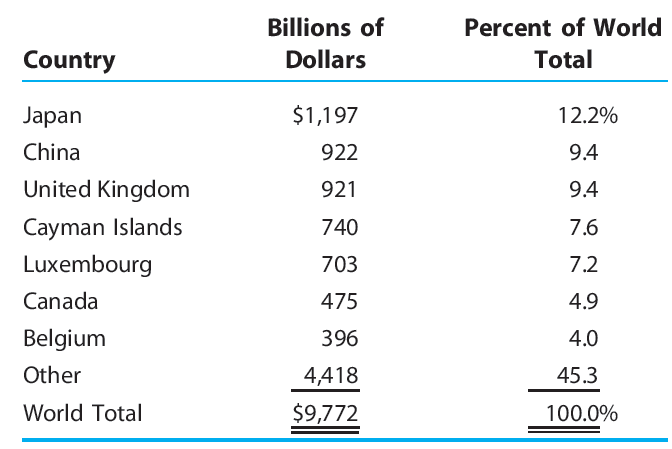 Billions of Percent of World
Country Dollars Total
Japan $1,197 12.2%
China 922 9.4
United Kingdom 921 9.4
Cayman Islands 740 7.6
Luxembourg 703 7.2
Canada 475 4.9
Belgium 396 4.0
Other 4,418 45.3
World Total $9,772 100.0%